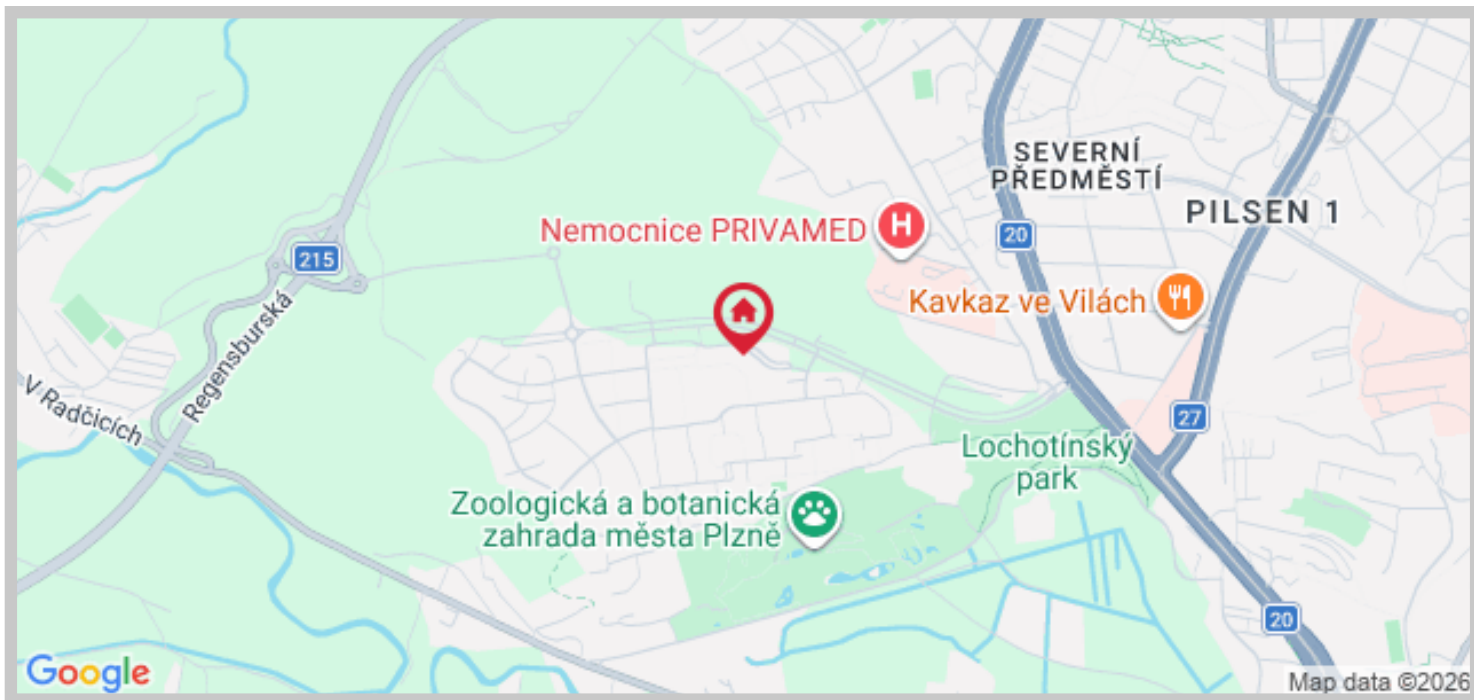 SEVERNÍ
PŘEDMĚSTÍ
PILSEN 1
Nemocnice PRIVAMED
H
20
215
Kavkaz ve Vilách
Regensburská
V Radčicích
27
Lochotínský
park
Zoologická a botanická
zahrada města Plzně
20
Google
Map data ©2026